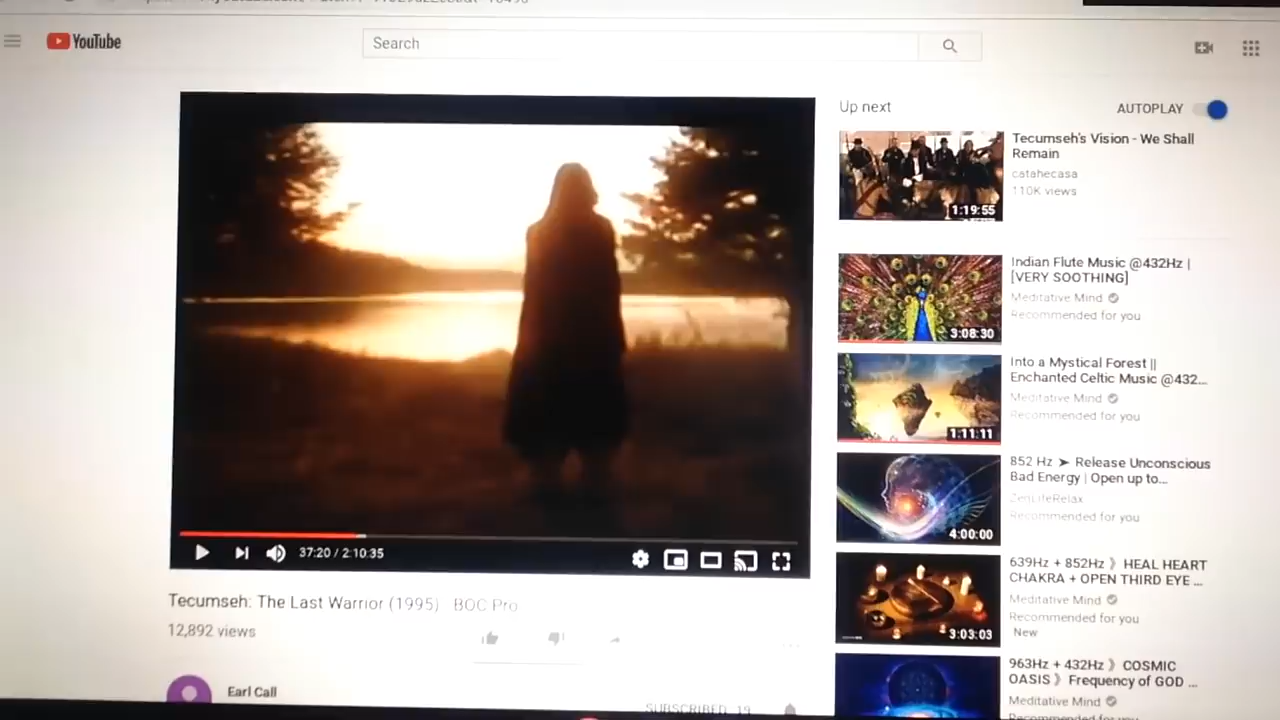 YouTube
Search
Up next
AUTOPLAY
Tecumseh's Vision - We Shall
Remain
catahecasa
110K views
1:19:55
Indian Flute Music @432Hz |
[VERY SOOTHING]
Meditative Mind
Recommended for you
3:08:30
Into a Mystical Forest ||
Enchanted Celtic Music @432...
Meditative Mind
Recommended for you
1:11:11
852 Hz ➤ Release Unconscious
Bad Energy | Open up to...
ZenLifeRelax
Recommended for you
4:00:00
639Hz + 852Hz 》HEAL HEART
CHAKRA + OPEN THIRD EYE ...
Meditative Mind
Recommended for you
New
3:03:03
963Hz + 432Hz 》COSMIC
OASIS 》Frequency of GOD ...
Meditative Mind
Recommended for you
37:20 / 2:10:35
Tecumseh: The Last Warrior (1995) BOC Pro
12,892 views
Earl Call
SUBSCRIBED 19